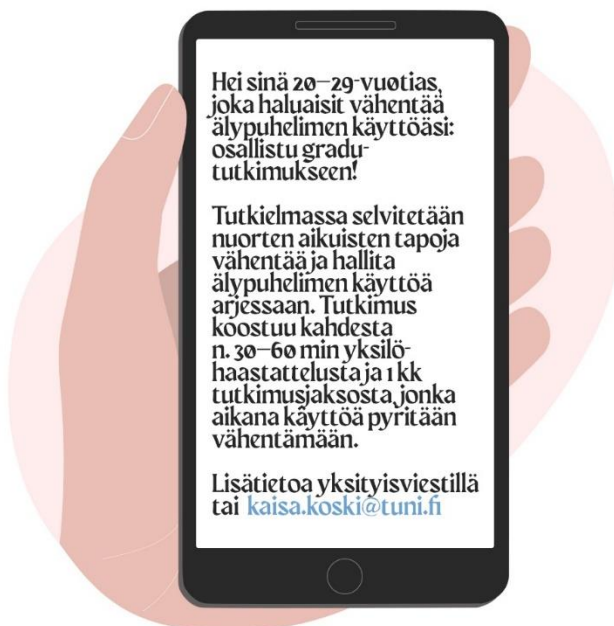 Hei sinä 20–29-vuotias,
joka haluaisit vähentää
älypuhelimen käyttöäsi:
osallistu gradu-
tutkimukseen!
Tutkielmassa selvitetään
nuorten aikuisten tapoja
vähentää ja hallita
älypuhelimen käyttöä
arjessaan. Tutkimus
koostuu kahdesta
n. 30–60 min yksilö-
haastattelusta ja 1 kk
tutkimusjaksosta, jonka
aikana käyttöä pyritään
vähentämään.
Lisätietoa yksityisviestillä
tai kaisa.koski@tuni.fi